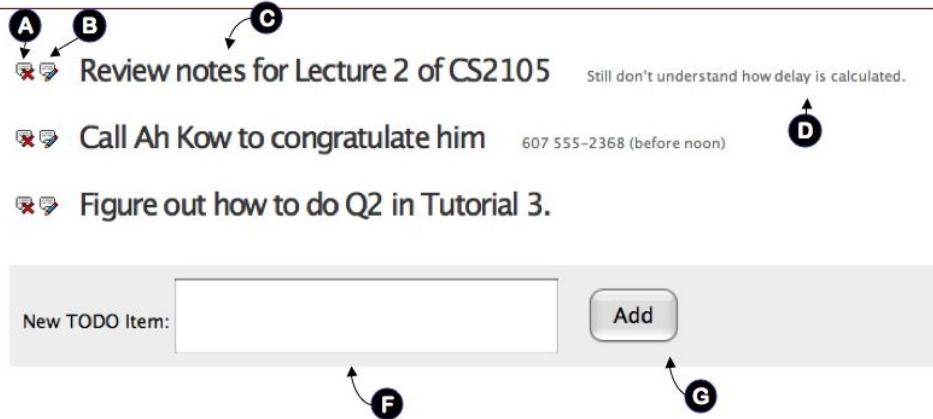 A B C
Review notes for Lecture 2 of CS2105 Still don't understand how delay is calculated.
D
Call Ah Kow to congratulate him 607 555-2368 (before noon)
Figure out how to do Q2 in Tutorial 3.
New TODO Item: Add
F G